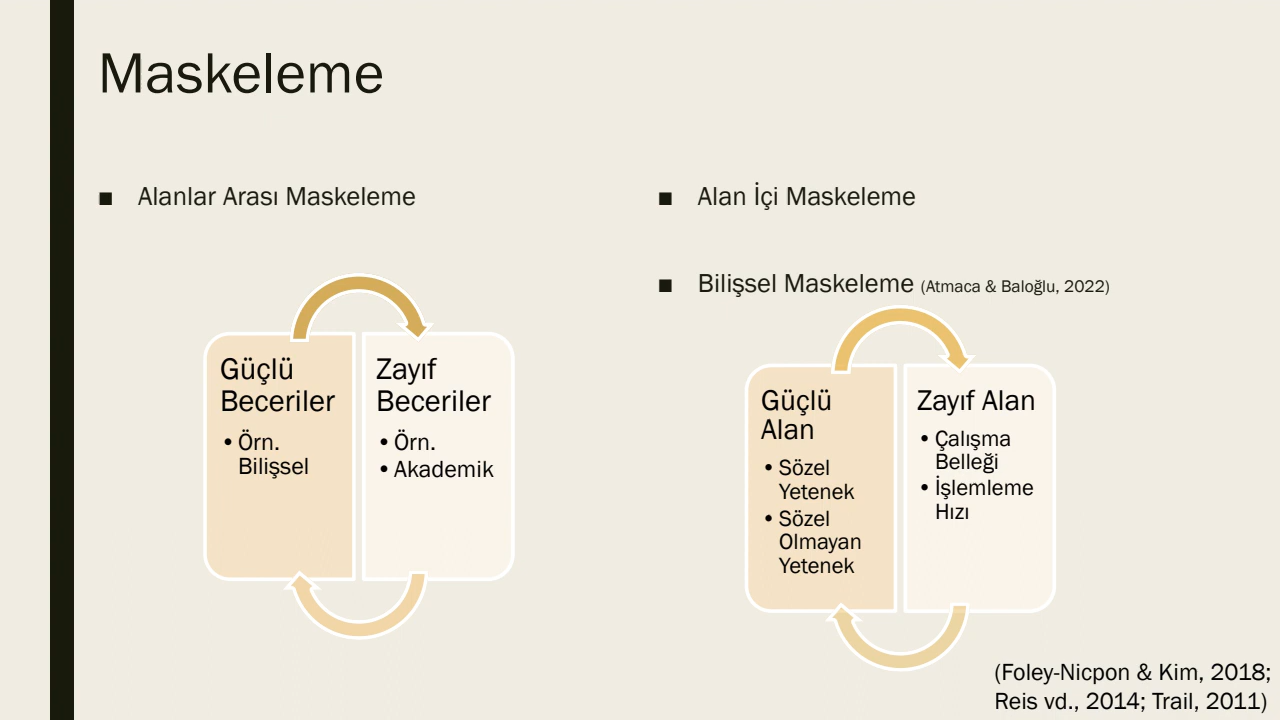 Maskeleme
■ Alanlar Arası Maskeleme
Güçlü
Beceriler
• Örn.
Bilişsel
Zayıf
Beceriler
• Örn.
• Akademik
■ Alan İçi Maskeleme
■ Bilişsel Maskeleme (Atmaca & Baloğlu, 2022)
Güçlü
Alan
• Sözel
Yetenek
• Sözel
Olmayan
Yetenek
Zayıf Alan
• Çalışma
Belleği
• İşlemleme
Hızı
(Foley-Nicpon & Kim, 2018;
Reis vd., 2014; Trail, 2011)